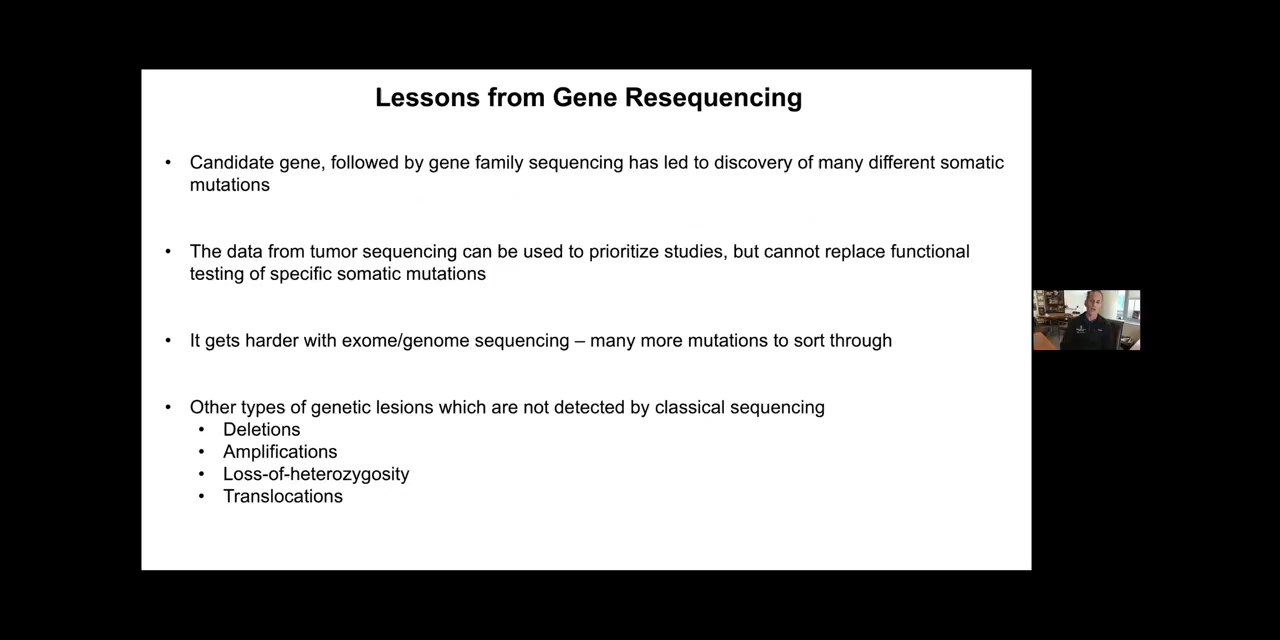 Lessons from Gene Resequencing
• Candidate gene, followed by gene family sequencing has led to discovery of many different somatic
mutations
• The data from tumor sequencing can be used to prioritize studies, but cannot replace functional
testing of specific somatic mutations
• It gets harder with exome/genome sequencing – many more mutations to sort through
• Other types of genetic lesions which are not detected by classical sequencing
• Deletions
• Amplifications
• Loss-of-heterozygosity
• Translocations